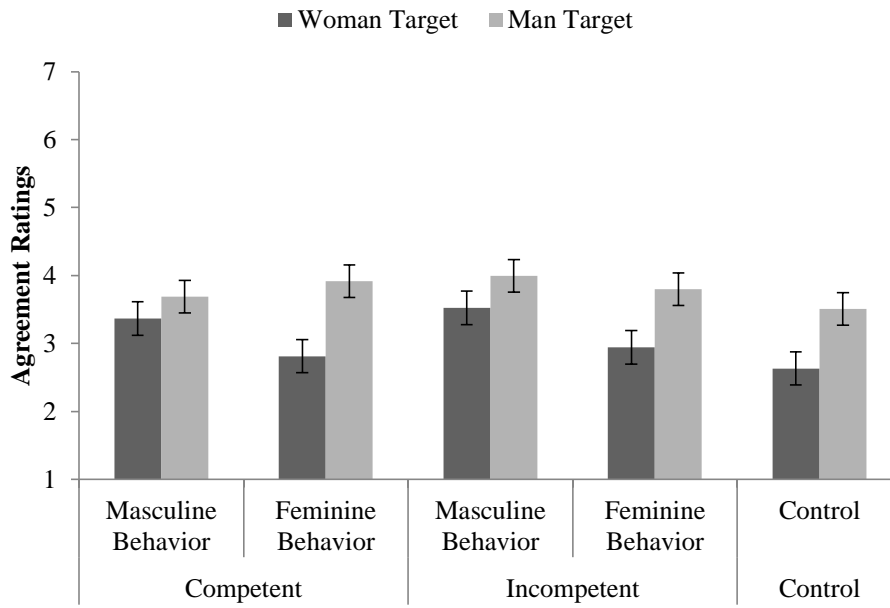 Woman Target Man Target
7
6
5
4
3
2
1
Agreement Ratings
Masculine Behavior
Feminine Behavior
Masculine Behavior
Feminine Behavior
Control
Competent
Incompetent
Control